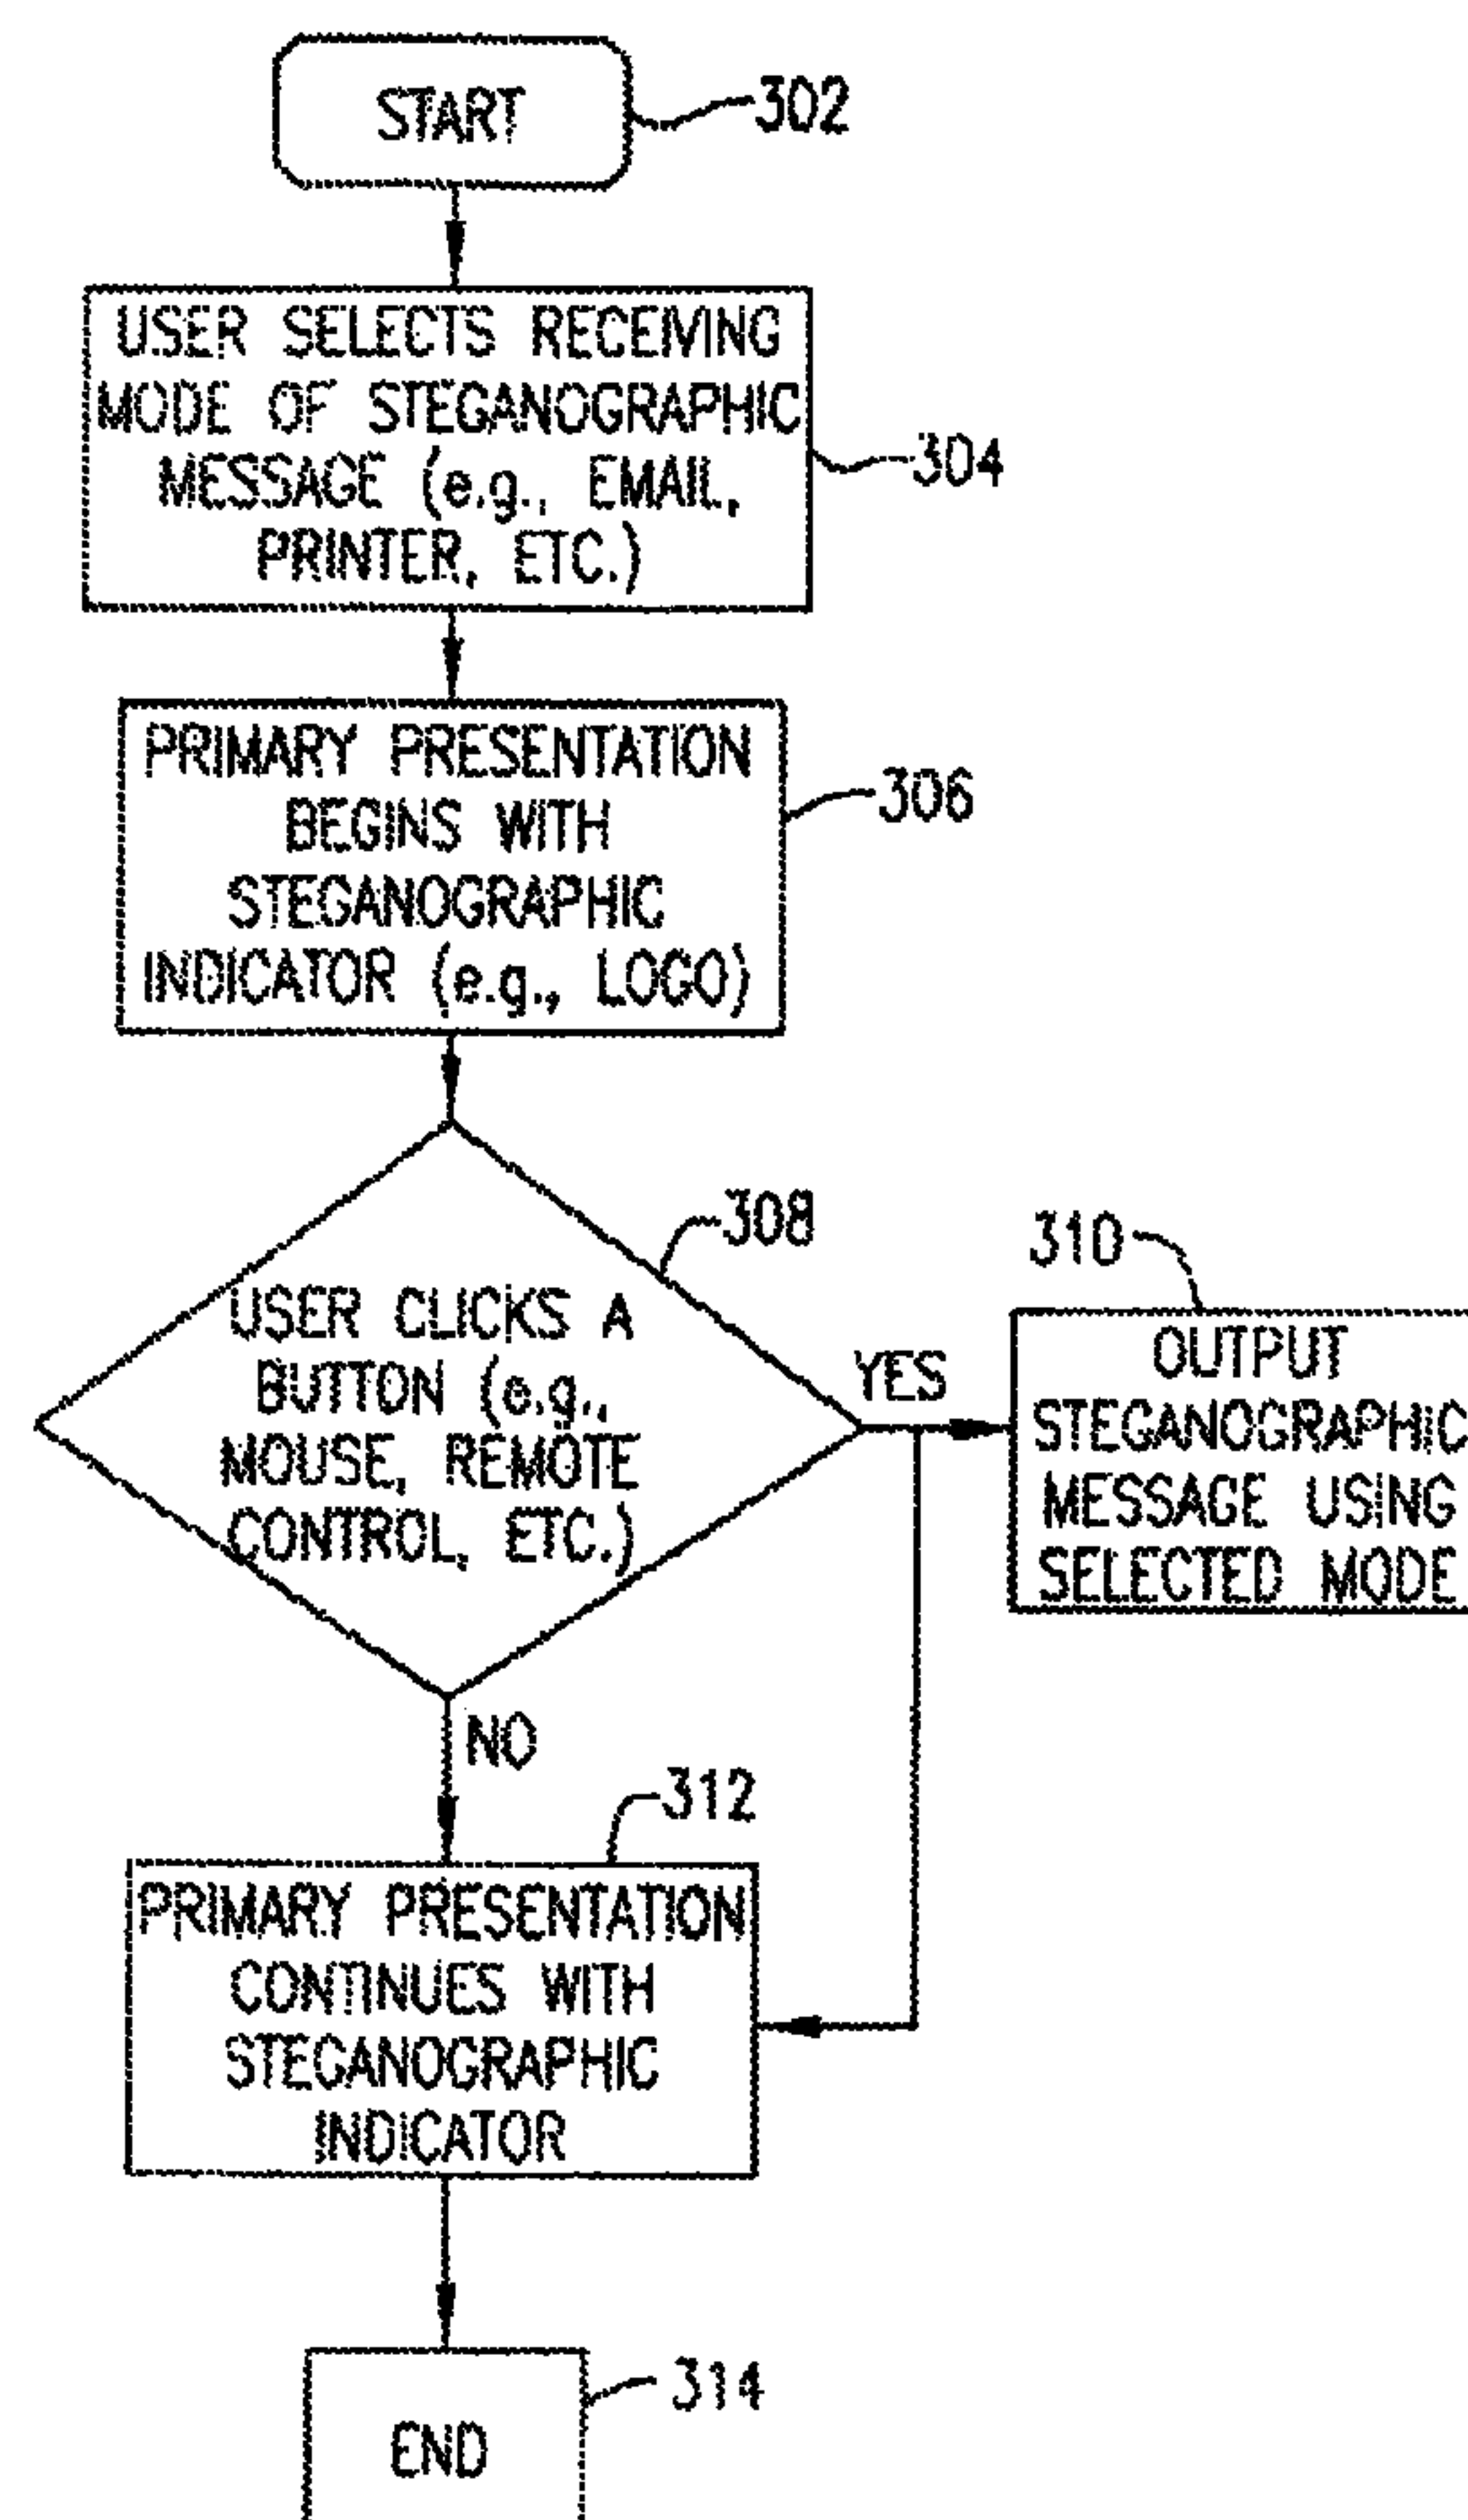 START
302
USER SELECTS RECEIVING
MODE OF STEGANOGRAPHIC
MESSAGE (e.g., EMAIL,
PRINTER, ETC.)
304
PRIMARY PRESENTATION
BEGINS WITH
STEGANOGRAPHIC
INDICATOR (e.g., LOGO)
306
308
USER CLICKS A
BUTTON (e.g.,
MOUSE, REMOTE
CONTROL, ETC.)
YES
310
OUTPUT
STEGANOGRAPHIC
MESSAGE USING
SELECTED MODE
NO
312
PRIMARY PRESENTATION
CONTINUES WITH
STEGANOGRAPHIC
INDICATOR
314
END